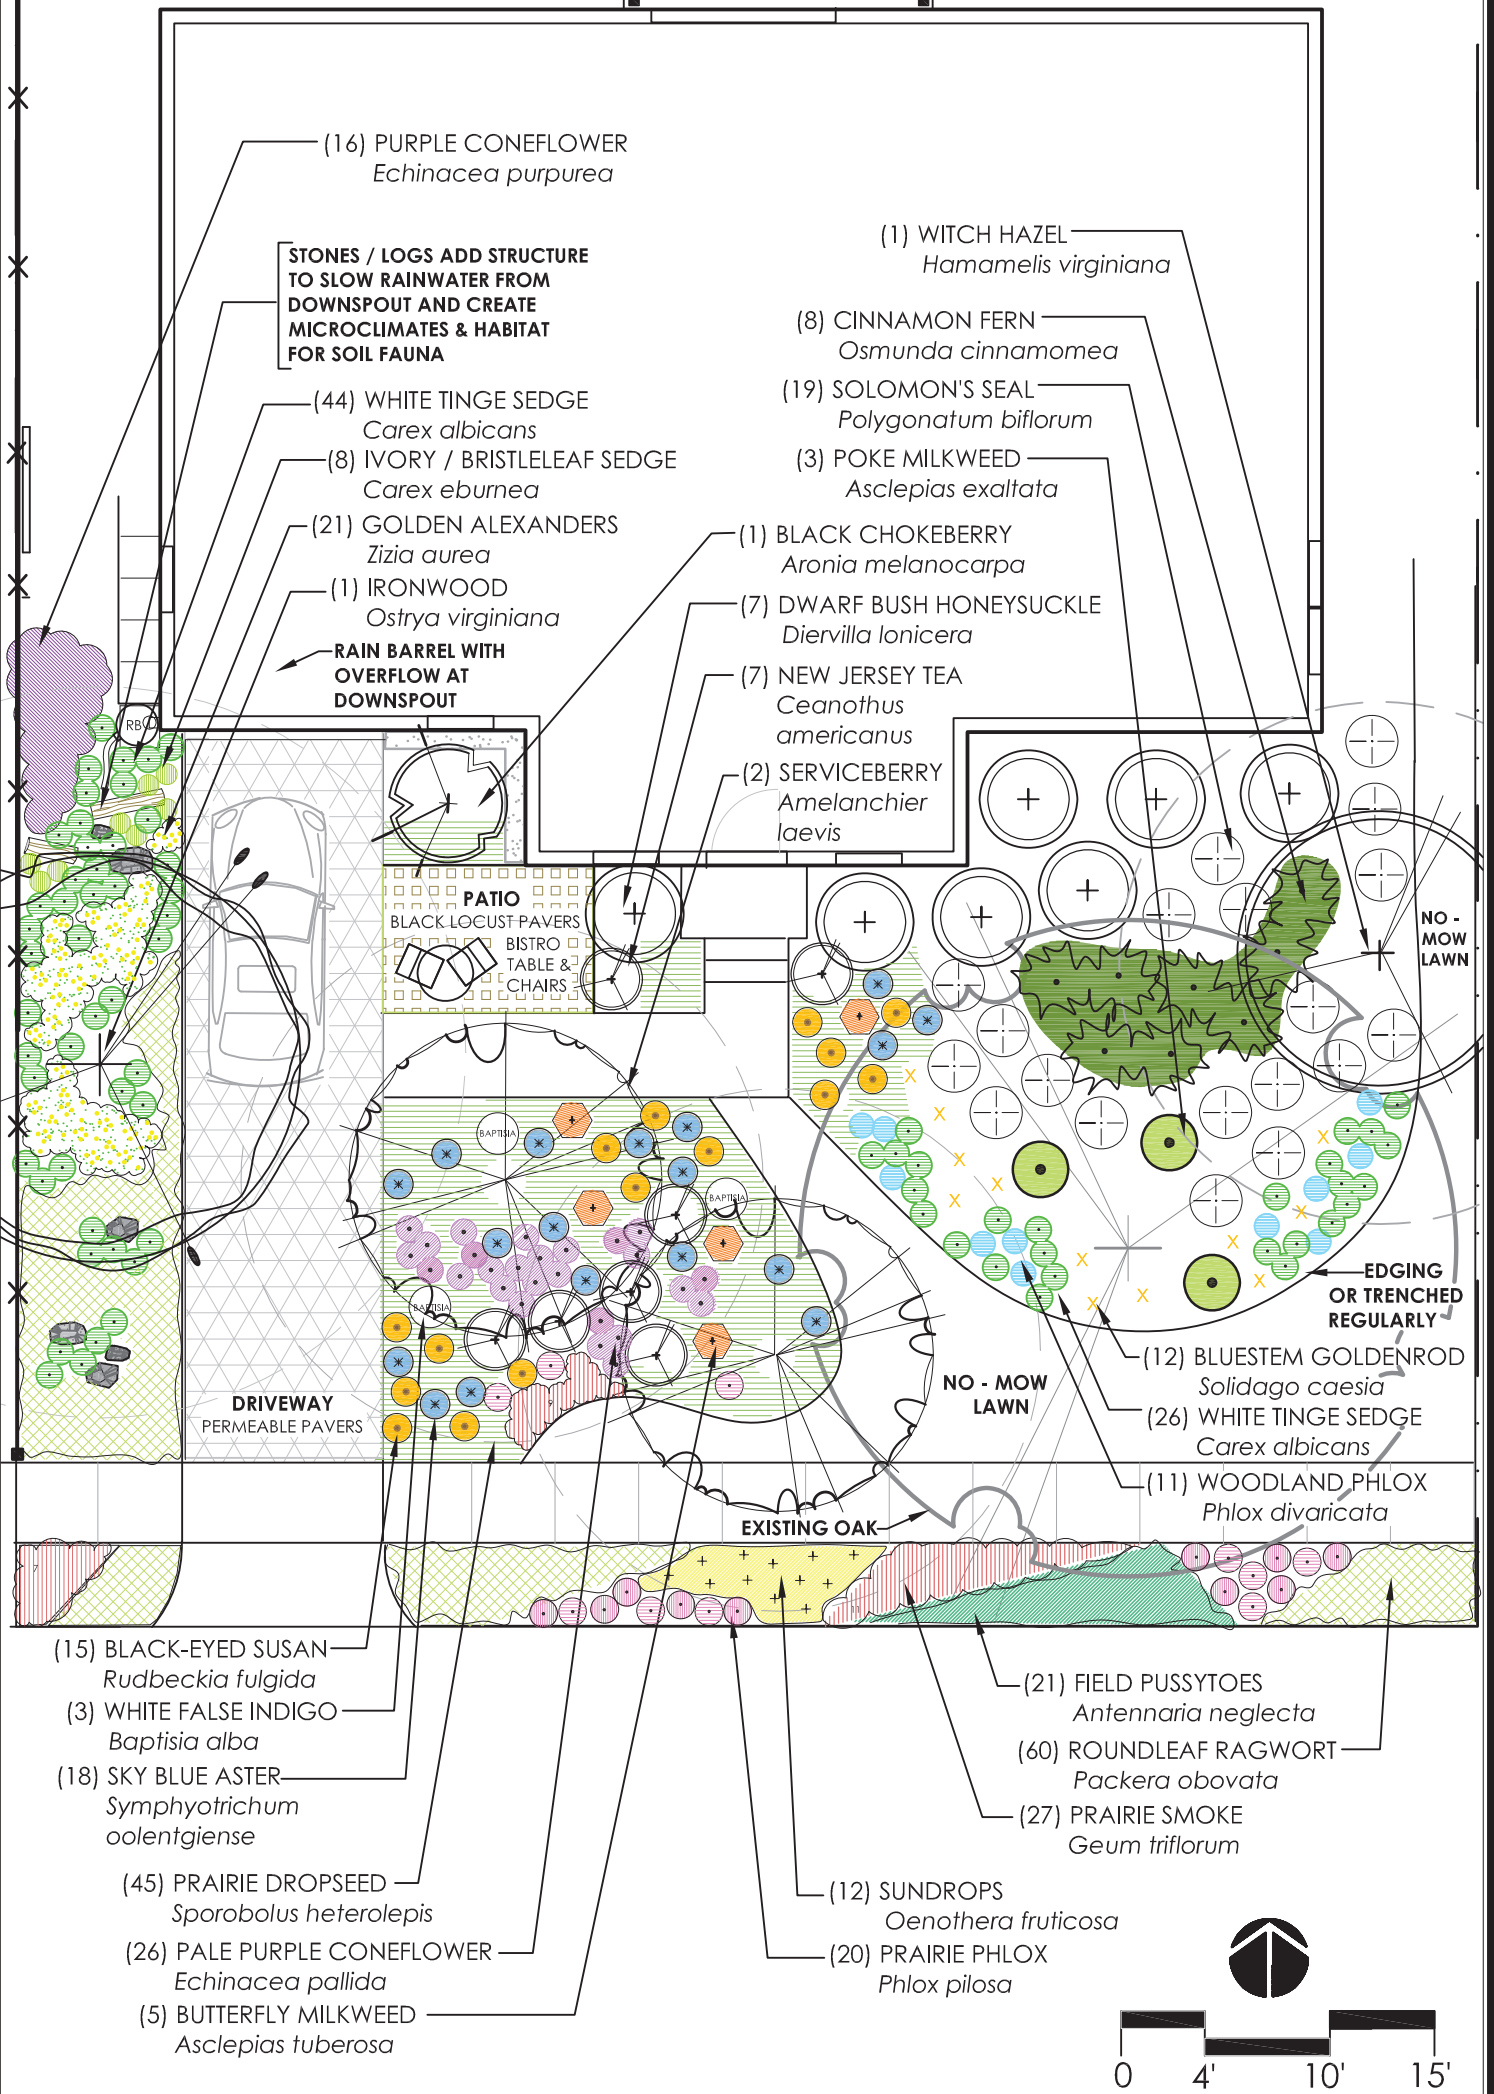 (16) PURPLE CONEFLOWER
Echinacea purpurea
STONES / LOGS ADD STRUCTURE
TO SLOW RAINWATER FROM
DOWNSPOUT AND CREATE
MICROCLIMATES & HABITAT
FOR SOIL FAUNA
(44) WHITE TINGE SEDGE
Carex albicans
(8) IVORY / BRISTLELEAF SEDGE
Carex eburnea
(21) GOLDEN ALEXANDERS
Zizia aurea
(1) IRONWOOD
Ostrya virginiana
RAIN BARREL WITH
OVERFLOW AT
DOWNSPOUT
(1) WITCH HAZEL
Hamamelis virginiana
(8) CINNAMON FERN
Osmunda cinnamomea
(19) SOLOMON'S SEAL
Polygonatum biflorum
(3) POKE MILKWEED
Asclepias exaltata
(1) BLACK CHOKEBERRY
Aronia melanocarpa
(7) DWARF BUSH HONEYSUCKLE
Diervilla lonicera
(7) NEW JERSEY TEA
Ceanothus
americanus
(2) SERVICEBERRY
Amelanchier
laevis
RB
D
PATIO
BLACK LOCUST PAVERS
BISTRO
TABLE &
CHAIRS
NO -
MOW
LAWN
BAPTISIA
BAPTISIA
BAPTISIA
DRIVEWAY
PERMEABLE PAVERS
NO - MOW
LAWN
EDGING
OR TRENCHED
REGULARLY
(12) BLUESTEM GOLDENROD
Solidago caesia
(26) WHITE TINGE SEDGE
Carex albicans
(11) WOODLAND PHLOX
Phlox divaricata
EXISTING OAK
(15) BLACK-EYED SUSAN
Rudbeckia fulgida
(3) WHITE FALSE INDIGO
Baptisia alba
(18) SKY BLUE ASTER
Symphyotrichum
oolentgiense
(45) PRAIRIE DROPSEED
Sporobolus heterolepis
(26) PALE PURPLE CONEFLOWER
Echinacea pallida
(5) BUTTERFLY MILKWEED
Asclepias tuberosa
(21) FIELD PUSSYTOES
Antennaria neglecta
(60) ROUNDLEAF RAGWORT
Packera obovata
(27) PRAIRIE SMOKE
Geum triflorum
(12) SUNDROPS
Oenothera fruticosa
(20) PRAIRIE PHLOX
Phlox pilosa
0 4' 10' 15'